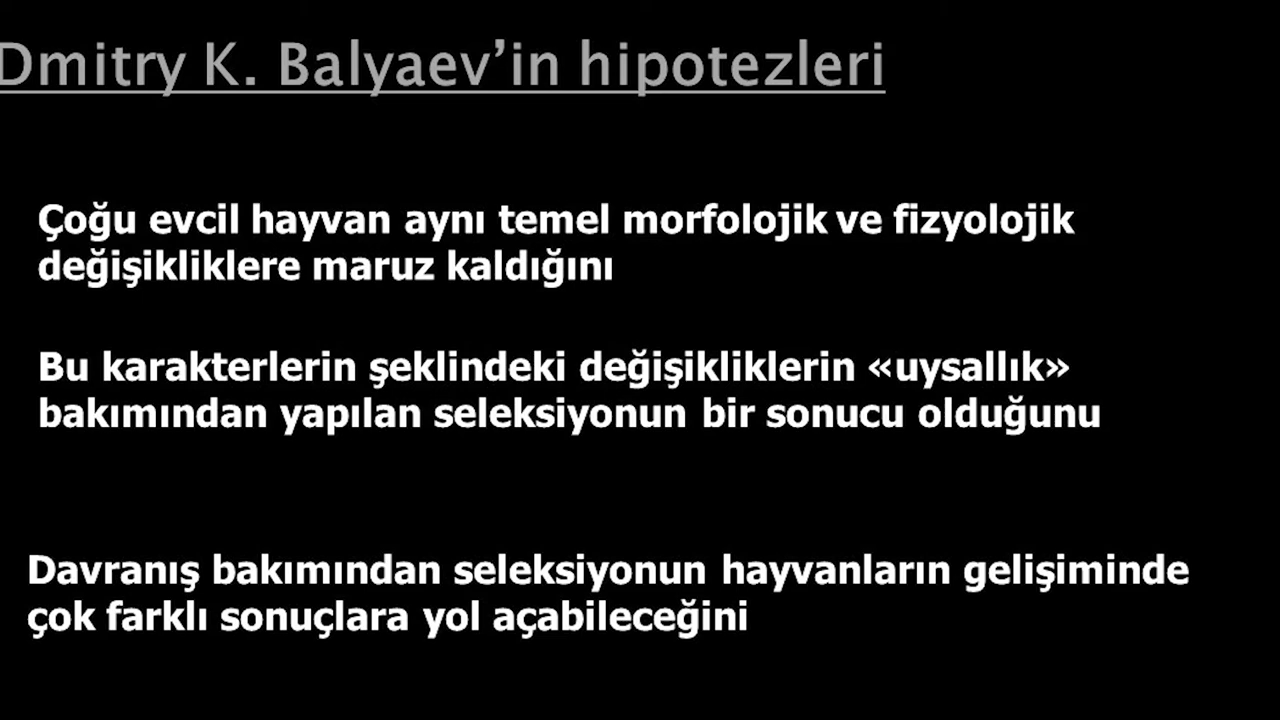 Dmitry K. Balyaev’in hipotezleri
Çoğu evcil hayvan aynı temel morfolojik ve fizyolojik
değişikliklere maruz kaldığını
Bu karakterlerin şeklindeki değişikliklerin «uysallık»
bakımından yapılan seleksiyonun bir sonucu olduğunu
Davranış bakımından seleksiyonun hayvanların gelişiminde
çok farklı sonuçlara yol açabileceğini